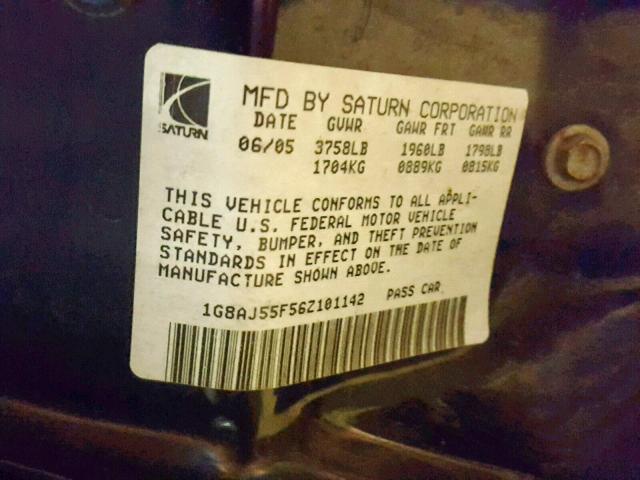 SATURN
MFD BY SATURN CORPORATION
DATE GVWR GAWR FRT GAWR RR
06/05 3758LB 1960LB 1798LB
1704KG 0889KG 0815KG
THIS VEHICLE CONFORMS TO ALL APPLI-
CABLE U.S. FEDERAL MOTOR VEHICLE
SAFETY, BUMPER, AND THEFT PREVENTION
STANDARDS IN EFFECT ON THE DATE OF
MANUFACTURE SHOWN ABOVE.
1G8AJ55F56Z101142 PASS CAR